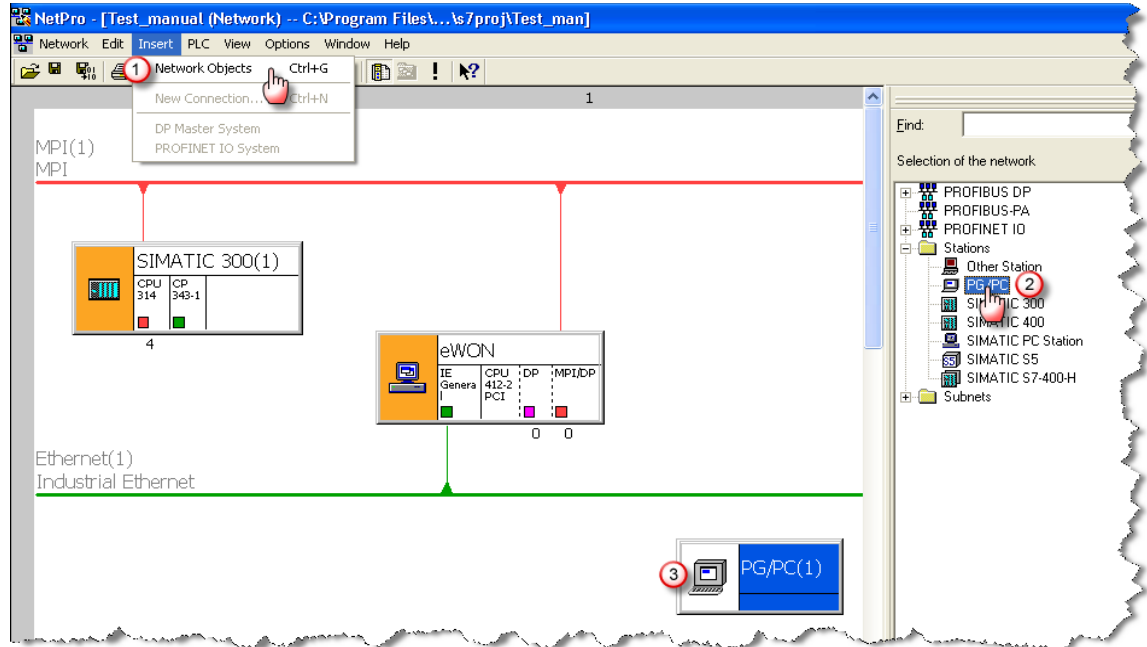 NetPro - [Test_manual (Network) -- C:\Program Files\...\s7proj\Test_man]
Network Edit Insert PLC View Options Window Help
1 Network Objects Ctrl+G
New Connection... Ctrl+N
DP Master System
PROFINET IO System
1
MPI(1)
MPI
SIMATIC 300(1)
CPU 314
CP 343-1
4
eWON
IE General
CPU 412-2 PCI
DP
MPI/DP
0 0
Ethernet(1)
Industrial Ethernet
3
PG/PC(1)
Find:
Selection of the network
PROFIBUS DP
PROFIBUS-PA
PROFINET IO
Stations
Other Station
PG/PC 2
SIMATIC 300
SIMATIC 400
SIMATIC PC Station
SIMATIC S5
SIMATIC S7-400-H
Subnets